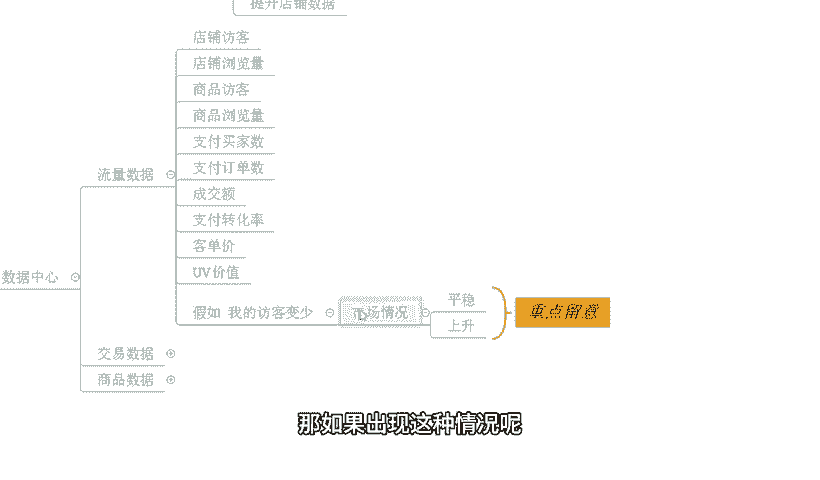 提升店铺数据
店铺访客
店铺浏览量
商品访客
商品浏览量
支付买家数
流量数据
支付订单数
成交额
支付转化率
客单价
UV价值
数据中心
假如 我的访客变少
市场情况
平稳
上升
重点留意
交易数据
商品数据
那如果出现这种情况呢